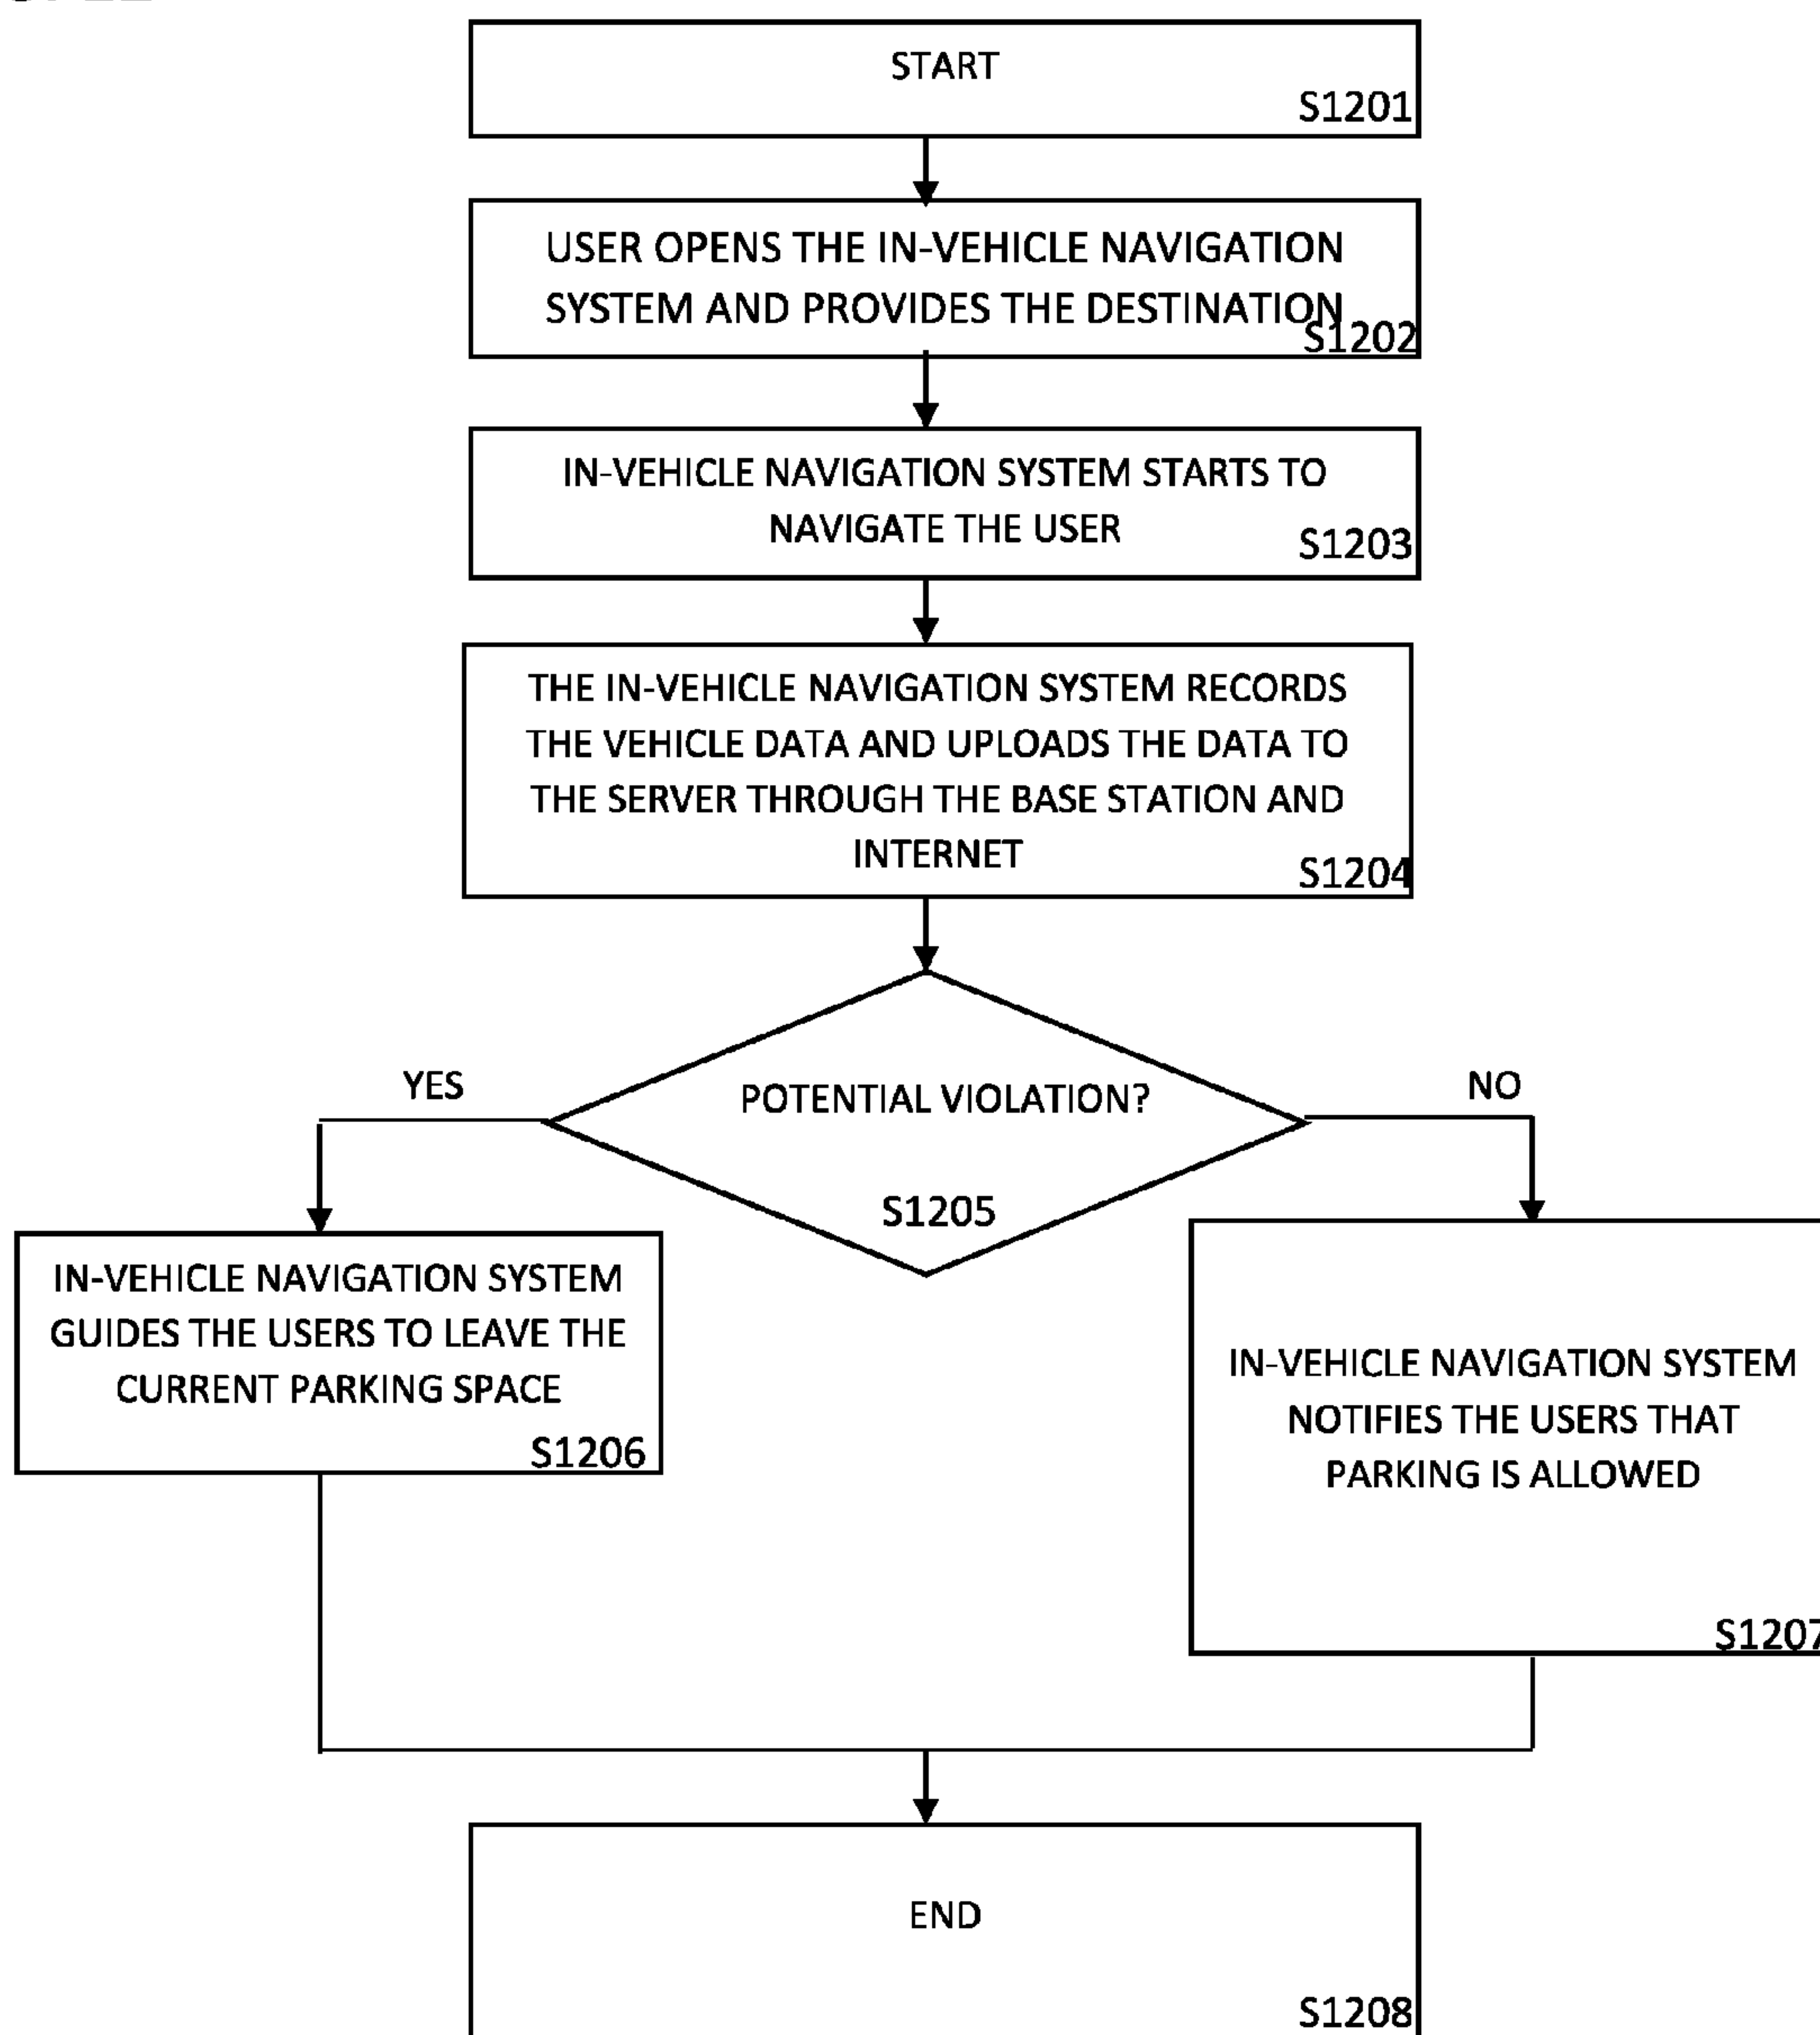 START
S1201
USER OPENS THE IN-VEHICLE NAVIGATION
SYSTEM AND PROVIDES THE DESTINATION
S1202
IN-VEHICLE NAVIGATION SYSTEM STARTS TO
NAVIGATE THE USER
S1203
THE IN-VEHICLE NAVIGATION SYSTEM RECORDS
THE VEHICLE DATA AND UPLOADS THE DATA TO
THE SERVER THROUGH THE BASE STATION AND
INTERNET
S1204
YES
POTENTIAL VIOLATION?
NO
S1205
IN-VEHICLE NAVIGATION SYSTEM
GUIDES THE USERS TO LEAVE THE
CURRENT PARKING SPACE
S1206
IN-VEHICLE NAVIGATION SYSTEM
NOTIFIES THE USERS THAT
PARKING IS ALLOWED
S1207
END
S1208